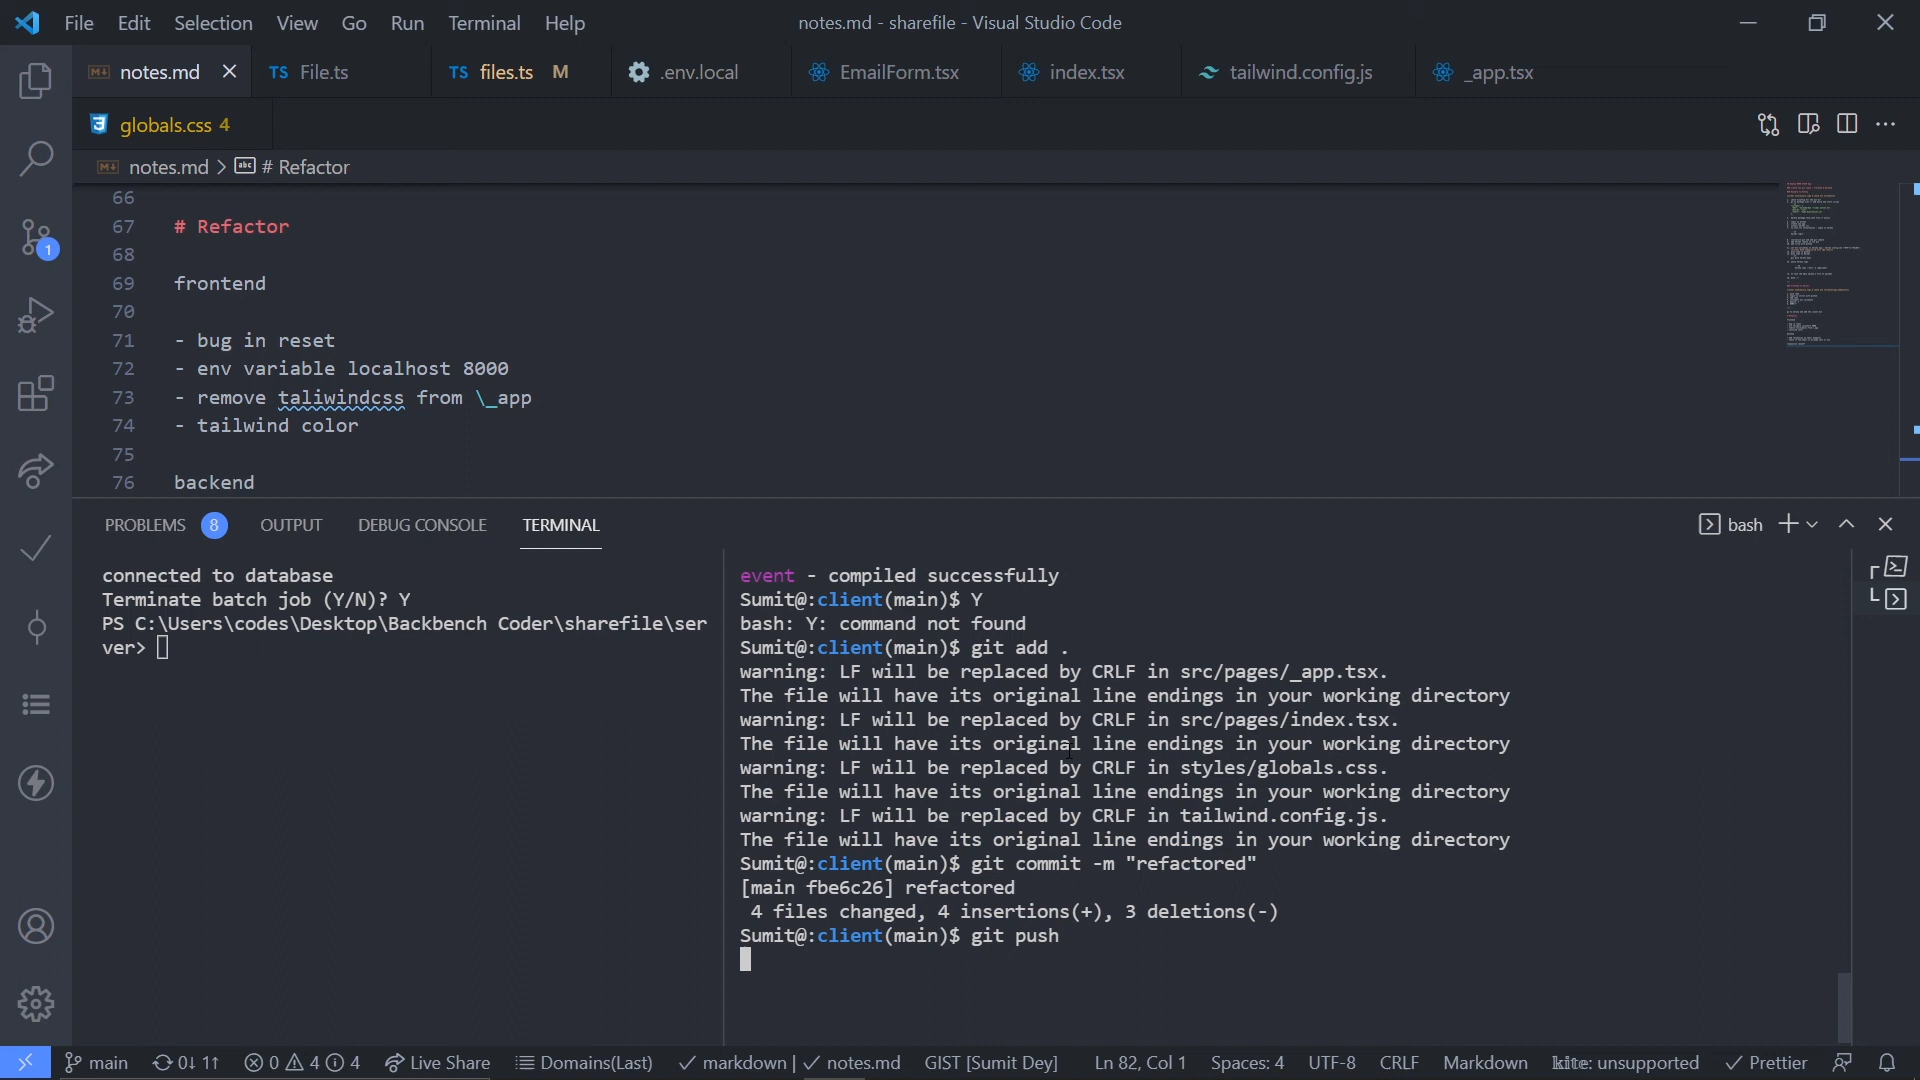 File Edit Selection View Go Run Terminal Help
notes.md - sharefile - Visual Studio Code
notes.md
TS File.ts
TS files.ts M
.env.local
EmailForm.tsx
index.tsx
tailwind.config.js
_app.tsx
globals.css 4
notes.md > # Refactor
66
67 # Refactor
68
69 frontend
70
71 - bug in reset
72 - env variable localhost 8000
73 - remove taliwindcss from \_app
74 - tailwind color
75
76 backend
PROBLEMS 8 OUTPUT DEBUG CONSOLE TERMINAL
bash
connected to database
Terminate batch job (Y/N)? Y
PS C:\Users\codes\Desktop\Backbench Coder\sharefile\ser
ver>
event - compiled successfully
Sumit@:client(main)$ Y
bash: Y: command not found
Sumit@:client(main)$ git add .
warning: LF will be replaced by CRLF in src/pages/_app.tsx.
The file will have its original line endings in your working directory
warning: LF will be replaced by CRLF in src/pages/index.tsx.
The file will have its original line endings in your working directory
warning: LF will be replaced by CRLF in styles/globals.css.
The file will have its original line endings in your working directory
warning: LF will be replaced by CRLF in tailwind.config.js.
The file will have its original line endings in your working directory
Sumit@:client(main)$ git commit -m "refactored"
[main fbe6c26] refactored
4 files changed, 4 insertions(+), 3 deletions(-)
Sumit@:client(main)$ git push
1
main 0↓ 1↑ 0 4 4 Live Share Domains(Last) markdown | notes.md GIST [Sumit Dey] Ln 82, Col 1 Spaces: 4 UTF-8 CRLF Markdown kite: unsupported Prettier